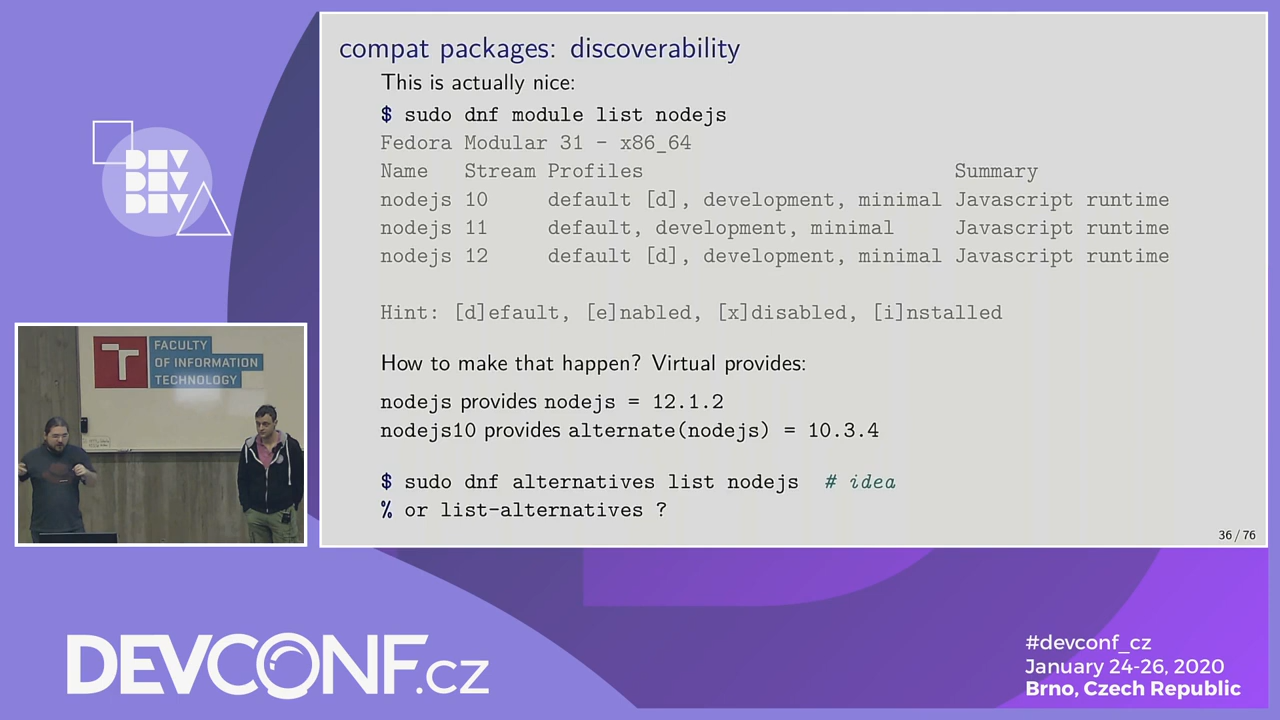 compat packages: discoverability
This is actually nice:
$ sudo dnf module list nodejs
Fedora Modular 31 - x86_64
Name Stream Profiles Summary
nodejs 10 default [d], development, minimal Javascript runtime
nodejs 11 default, development, minimal Javascript runtime
nodejs 12 default [d], development, minimal Javascript runtime
Hint: [d]efault, [e]nabled, [x]disabled, [i]nstalled
How to make that happen? Virtual provides:
nodejs provides nodejs = 12.1.2
nodejs10 provides alternate(nodejs) = 10.3.4
$ sudo dnf alternatives list nodejs # idea
% or list-alternatives ?
36 / 76
DEV
DEV
DEV
T
FACULTY
OF INFORMATION
TECHNOLOGY
DEVCONF.cz
#devconf_cz
January 24-26, 2020
Brno, Czech Republic